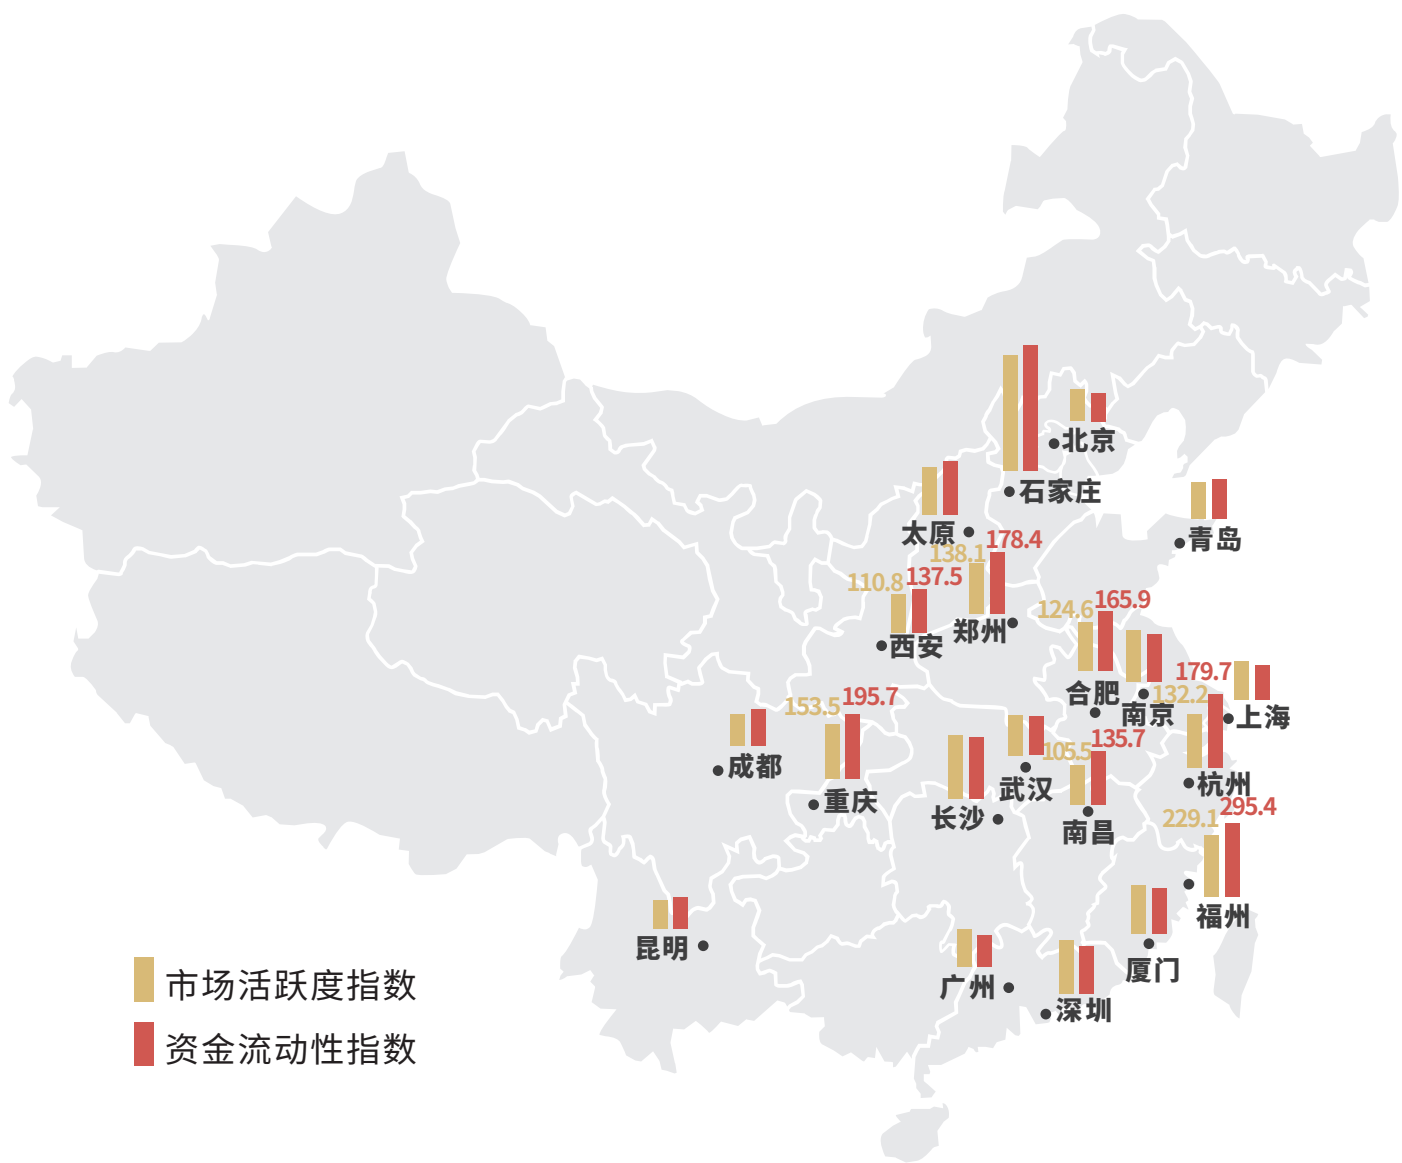 北京
石家庄
太原
青岛
138.1
178.4
110.8
137.5
郑州
西安
124.6
165.9
合肥
南京
179.7
132.2
上海
153.5
195.7
成都
重庆
武汉
105.5
135.7
杭州
长沙
南昌
229.1
295.4
福州
昆明
厦门
广州
深圳
市场活跃度指数
资金流动性指数